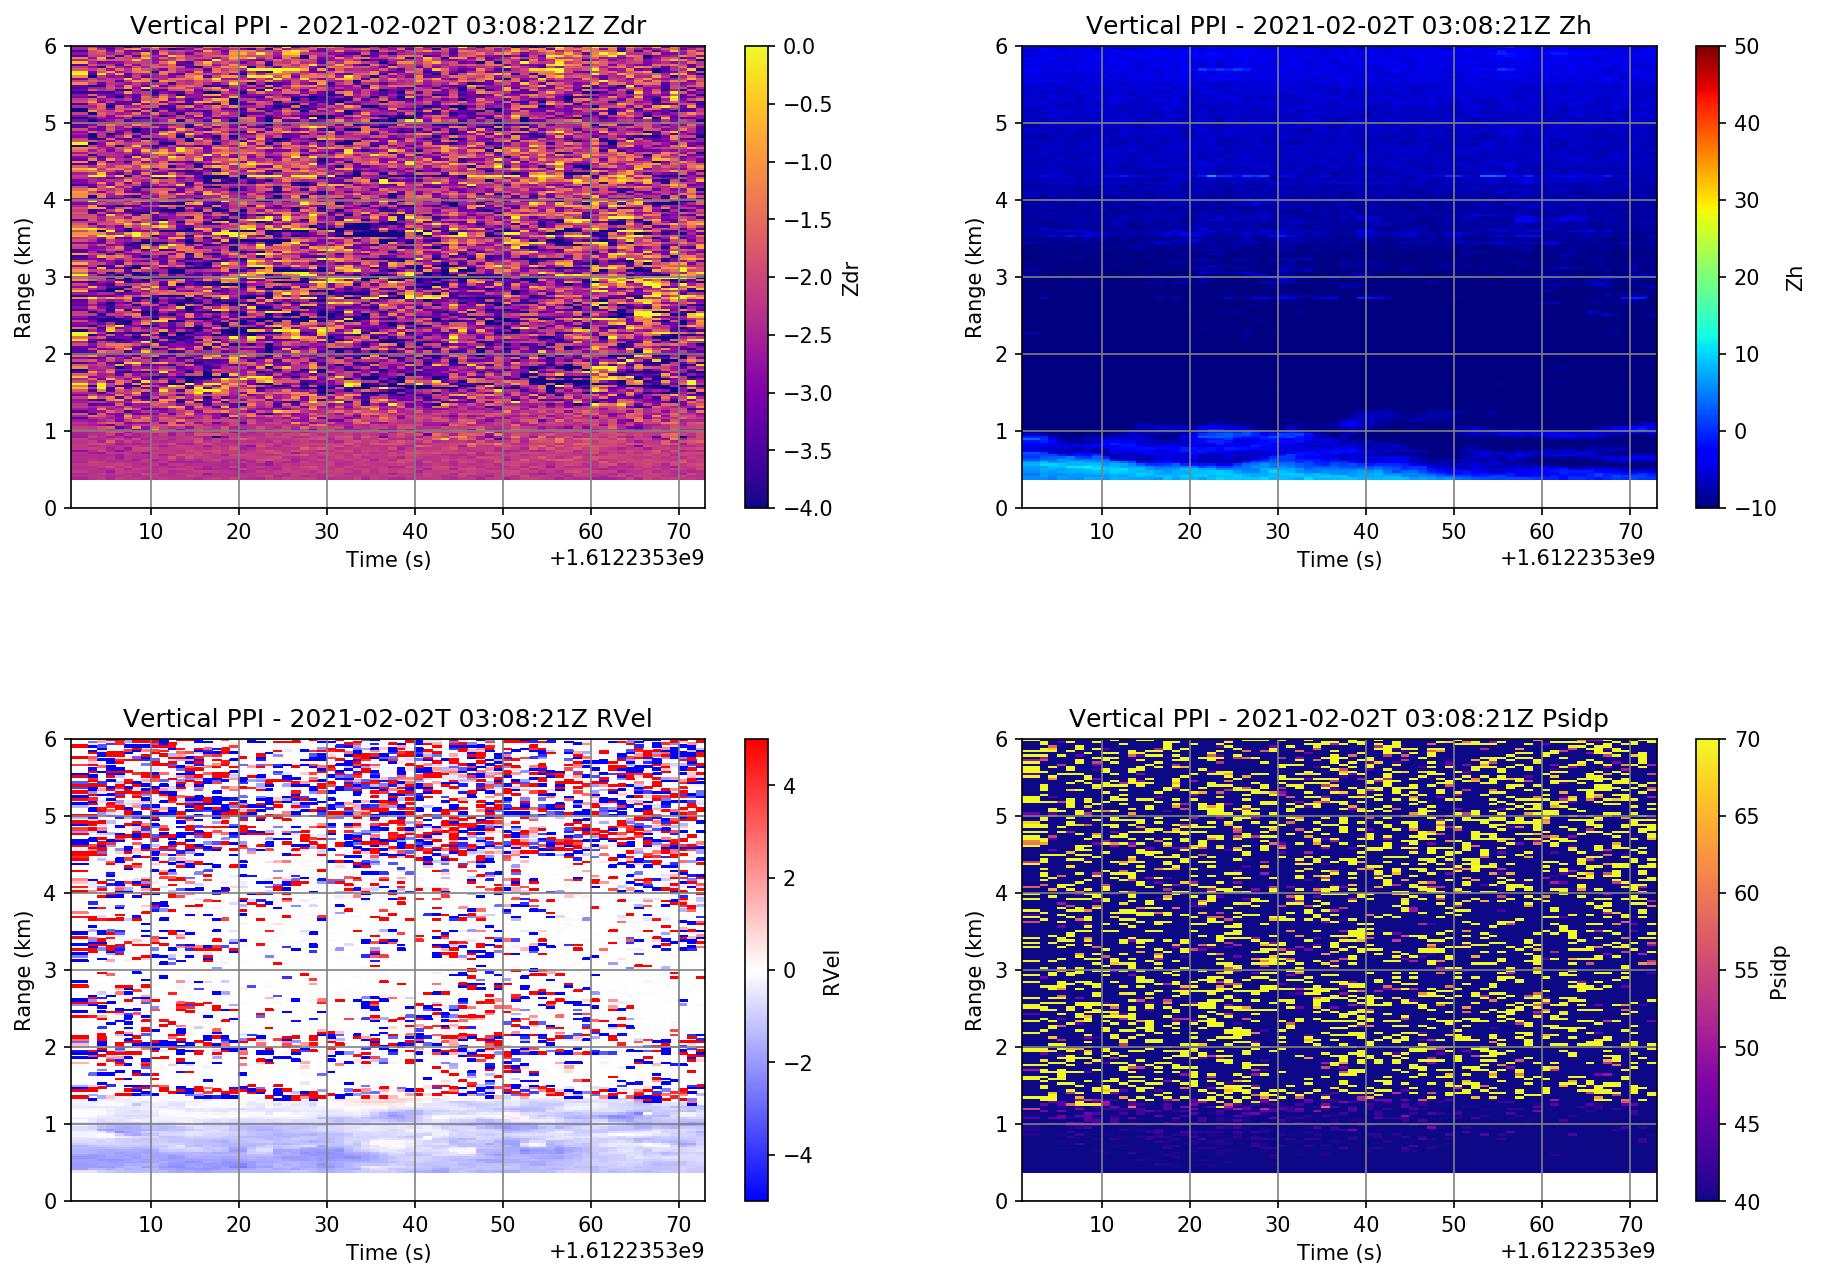 Vertical PPI - 2021-02-02T 03:08:21Z Zdr
6
5
4
3
2
1
0
Range (km)
10 20 30 40 50 60 70
Time (s)
+1.6122353e9
0.0
−0.5
−1.0
−1.5
−2.0
−2.5
−3.0
−3.5
−4.0
Zdr
Vertical PPI - 2021-02-02T 03:08:21Z Zh
6
5
4
3
2
1
0
Range (km)
10 20 30 40 50 60 70
Time (s)
+1.6122353e9
50
40
30
20
10
0
−10
Zh
Vertical PPI - 2021-02-02T 03:08:21Z RVel
6
5
4
3
2
1
0
Range (km)
10 20 30 40 50 60 70
Time (s)
+1.6122353e9
4
2
0
−2
−4
RVel
Vertical PPI - 2021-02-02T 03:08:21Z Psidp
6
5
4
3
2
1
0
Range (km)
10 20 30 40 50 60 70
Time (s)
+1.6122353e9
70
65
60
55
50
45
40
Psidp